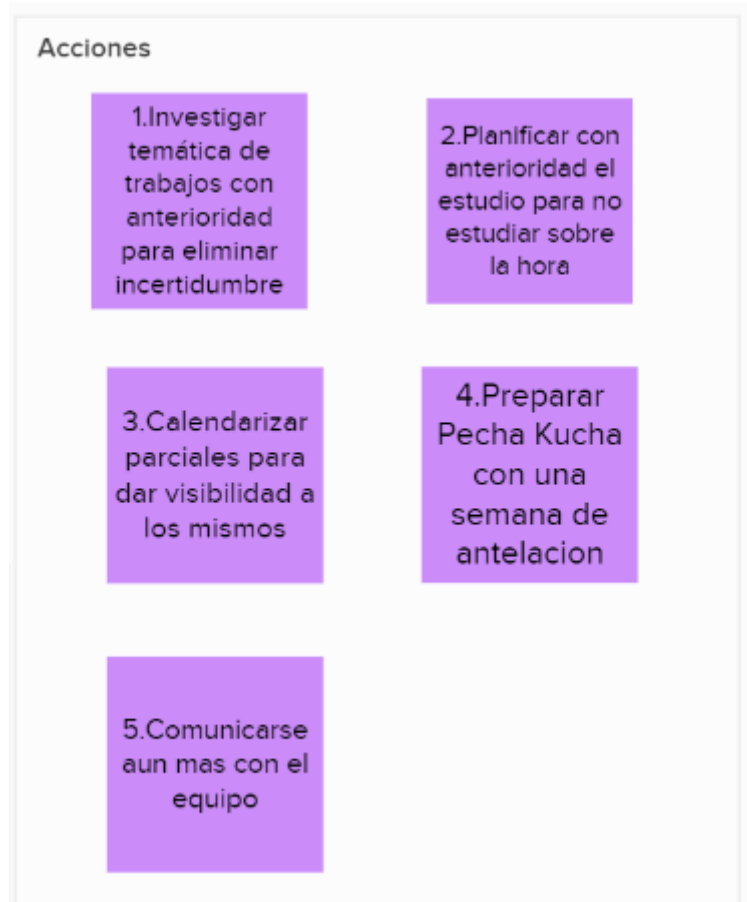 Acciones
1.Investigar
temática de
trabajos con
anterioridad
para eliminar
incertidumbre
2.Planificar con
anterioridad el
estudio para no
estudiar sobre
la hora
3.Calendarizar
parciales para
dar visibilidad a
los mismos
4.Preparar
Pecha Kucha
con una
semana de
antelacion
5.Comunicarse
aun mas con el
equipo